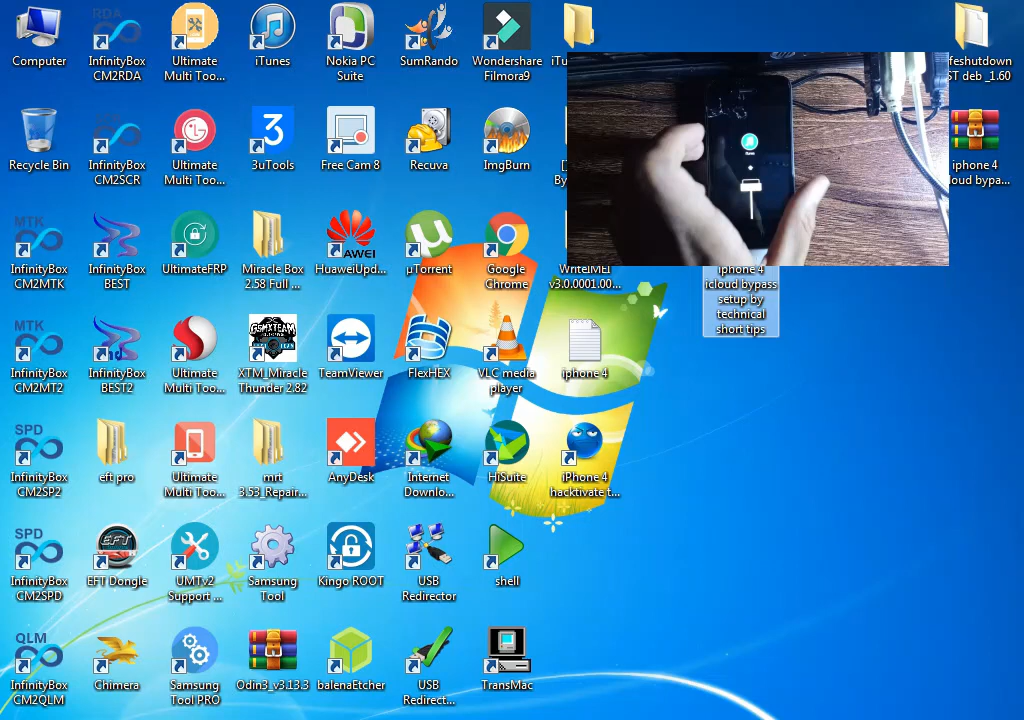 Computer
RDA
InfinityBox
CM2RDA
Ultimate
Multi Too...
iTunes
Nokia PC
Suite
SumRando
Wondershare
Filmora9
feshutdown
ST deb _1.60
Recycle Bin
InfinityBox
CM2SCR
Ultimate
Multi Too...
3
3uTools
Free Cam 8
Recuva
ImgBurn
iphone 4
cloud bypa...
MTK
InfinityBox
CM2MTK
InfinityBox
BEST
UltimateFRP
Miracle Box
2.58 Full ...
HuaweiUpd...
µTorrent
Google
Chrome
WriteIMEI
v3.0.0001.00...
iphone 4
icloud bypass
setup by
technical
short tips
MTK
InfinityBox
CM2MT2
InfinityBox
BEST2
Ultimate
Multi Too...
GSMXTEAM
XTM_Miracle
Thunder 2.82
TeamViewer
FlexHEX
VLC media
player
iphone 4
SPD
InfinityBox
CM2SP2
eft pro
Ultimate
Multi Too...
mrt
3.53_Repair...
AnyDesk
Internet
Downlo...
HiSuite
iPhone 4
hacktivate t...
SPD
InfinityBox
CM2SPD
EFT
EFT Dongle
UMTv2
Support ...
Samsung
Tool
Kingo ROOT
USB
Redirector
shell
QLM
InfinityBox
CM2QLM
Chimera
Samsung
Tool PRO
Odin3_v3.13.3
balenaEtcher
USB
Redirect...
TransMac